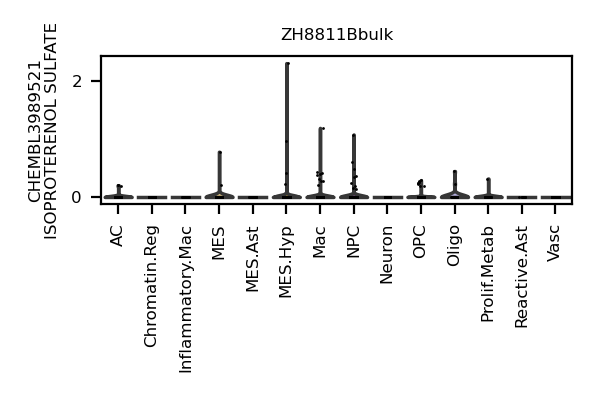 ZH8811Bbulk
CHEMBL3989521
ISOPROTERENOL SULFATE
2
0
AC
Chromatin.Reg
Inflammatory.Mac
MES
MES.Ast
MES.Hyp
Mac
NPC
Neuron
OPC
Oligo
Prolif.Metab
Reactive.Ast
Vasc